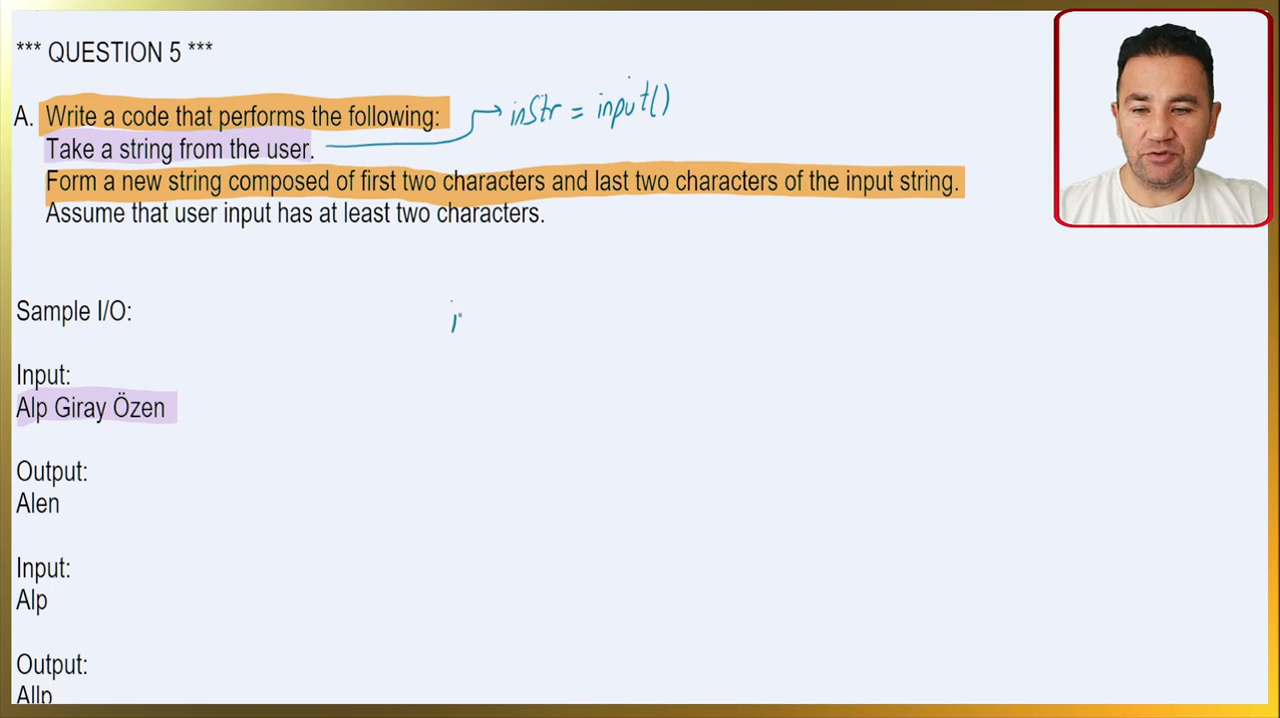 *** QUESTION 5 ***
A. Write a code that performs the following:
inStr = input()
Take a string from the user.
Form a new string composed of first two characters and last two characters of the input string.
Assume that user input has at least two characters.
Sample I/O:
Input:
Alp Giray Özen
Output:
Alen
Input:
Alp
Output:
Allp